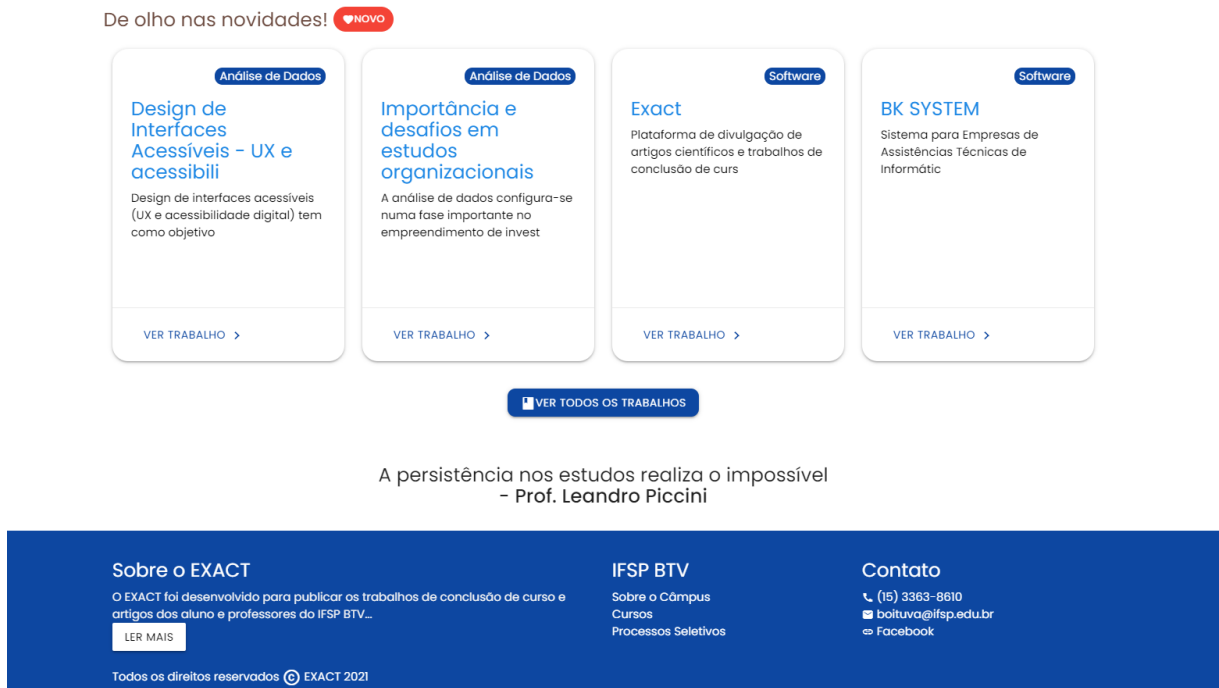 De olho nas novidades! NOVO
Análise de Dados
Design de
Interfaces
Acessíveis - UX e
acessibili
Design de interfaces acessíveis
(UX e acessibilidade digital) tem
como objetivo
VER TRABALHO
Análise de Dados
Importância e
desafios em
estudos
organizacionais
A análise de dados configura-se
numa fase importante no
empreendimento de invest
VER TRABALHO
Software
Exact
Plataforma de divulgação de
artigos científicos e trabalhos de
conclusão de curs
VER TRABALHO
Software
BK SYSTEM
Sistema para Empresas de
Assistências Técnicas de
Informátic
VER TRABALHO
VER TODOS OS TRABALHOS
A persistência nos estudos realiza o impossível
- Prof. Leandro Piccini
Sobre o EXACT
O EXACT foi desenvolvido para publicar os trabalhos de conclusão de curso e
artigos dos aluno e professores do IFSP BTV...
LER MAIS
IFSP BTV
Sobre o Câmpus
Cursos
Processos Seletivos
Contato
(15) 3363-8610
boituva@ifsp.edu.br
Facebook
Todos os direitos reservados © EXACT 2021